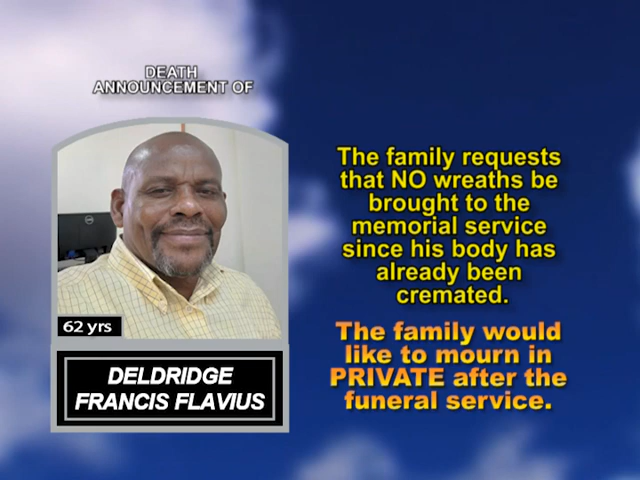 DEATH
ANNOUNCEMENT OF
62 yrs
DELDRIDGE
FRANCIS FLAVIUS
The family requests
that NO wreaths be
brought to the
memorial service
since his body has
already been
cremated.
The family would
like to mourn in
PRIVATE after the
funeral service.